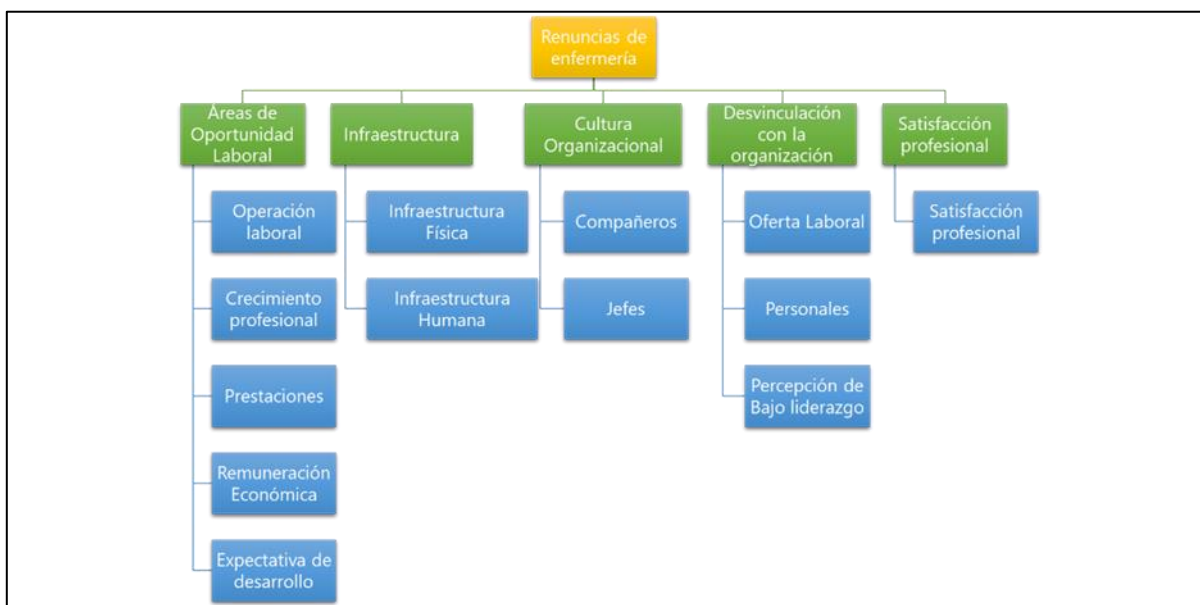 Renuncias de
enfermería
Áreas de
Oportunidad
Laboral
Infraestructura
Cultura
Organizacional
Desvinculación
con la
organización
Satisfacción
profesional
Operación
laboral
Crecimiento
profesional
Prestaciones
Remuneración
Económica
Expectativa de
desarrollo
Infraestructura
Física
Infraestructura
Humana
Compañeros
Jefes
Oferta Laboral
Personales
Percepción de
Bajo liderazgo
Satisfacción
profesional